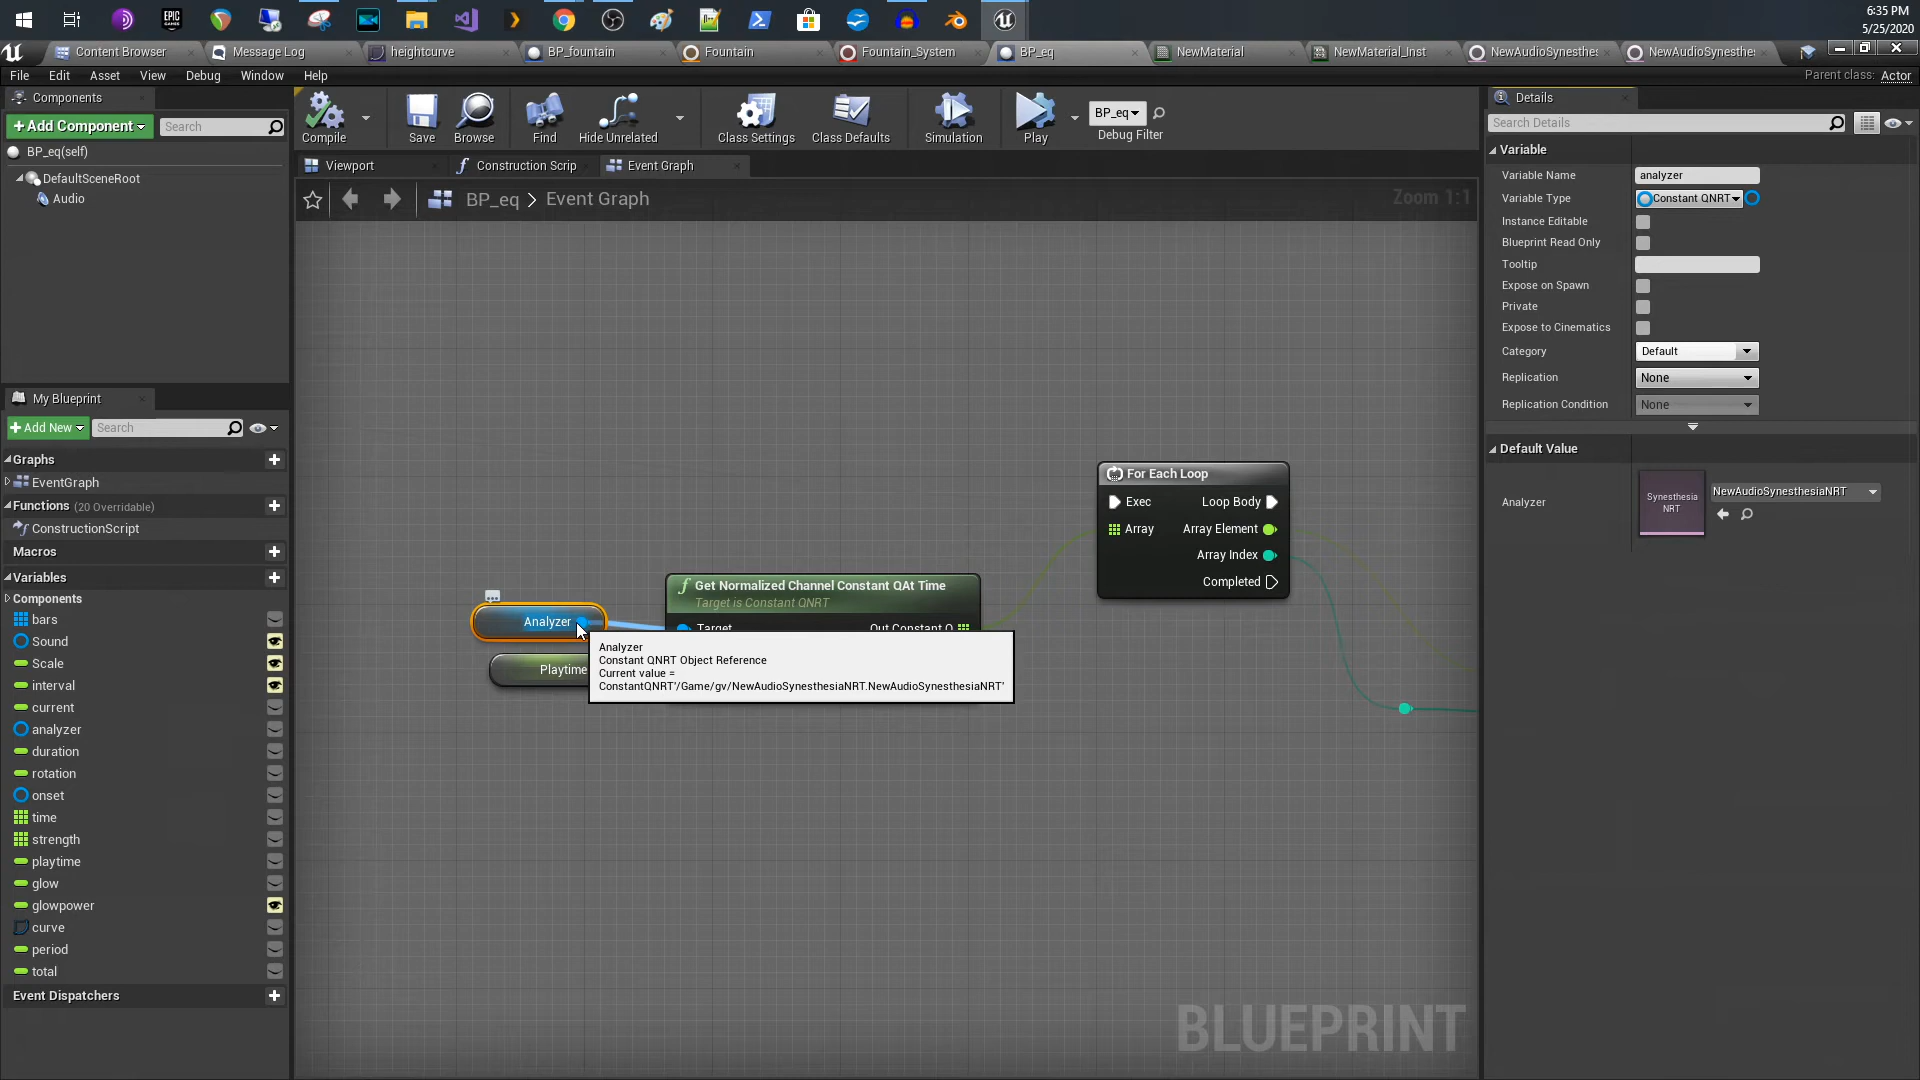 6:35 PM
5/25/2020
EPIC GAMES
Content Browser
Message Log
heightcurve
BP_fountain
Fountain
Fountain_System
BP_eq
NewMaterial
NewMaterial_Inst
NewAudioSynesthe:
NewAudioSynesthe:
File Edit Asset View Debug Window Help
Parent class: Actor
Components
+Add Component
Search
BP_eq(self)
DefaultSceneRoot
Audio
Compile
Save
Browse
Find
Hide Unrelated
Class Settings
Class Defaults
Simulation
Play
BP_eq
Debug Filter
Viewport
Construction Scrip
Event Graph
BP_eq > Event Graph
Zoom 1:1
My Blueprint
+Add New
Search
Graphs
EventGraph
Functions (20 Overridable)
ConstructionScript
Macros
Variables
Components
bars
Sound
Scale
interval
current
analyzer
duration
rotation
onset
time
strength
playtime
glow
glowpower
curve
period
total
Event Dispatchers
Analyzer
Playtime
Get Normalized Channel Constant QAt Time
Target is Constant QNRT
Target
Out Constant Q
Analyzer
Constant QNRT Object Reference
Current value =
ConstantQNRT'/Game/gv/NewAudioSynesthesiaNRT.NewAudioSynesthesiaNRT'
For Each Loop
Exec Loop Body
Array Array Element
Array Index
Completed
BLUEPRINT
Details
Search Details
Variable
Variable Name analyzer
Variable Type Constant QNRT
Instance Editable
Blueprint Read Only
Tooltip
Expose on Spawn
Private
Expose to Cinematics
Category Default
Replication None
Replication Condition None
Default Value
Analyzer
Synesthesia
NRT
NewAudioSynesthesiaNRT